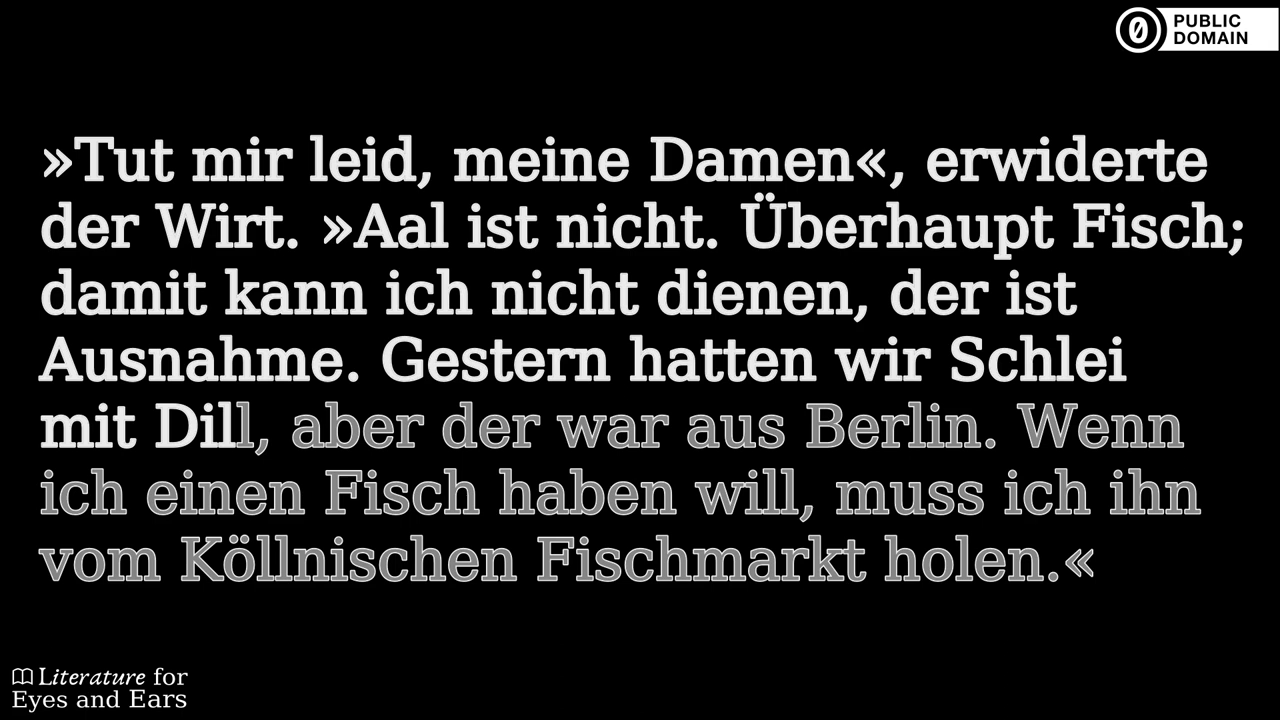 PUBLIC
DOMAIN
»Tut mir leid, meine Damen«, erwiderte
der Wirt. »Aal ist nicht. Überhaupt Fisch;
damit kann ich nicht dienen, der ist
Ausnahme. Gestern hatten wir Schlei
mit Dill, aber der war aus Berlin. Wenn
ich einen Fisch haben will, muss ich ihn
vom Köllnischen Fischmarkt holen.«
Literature for
Eyes and Ears